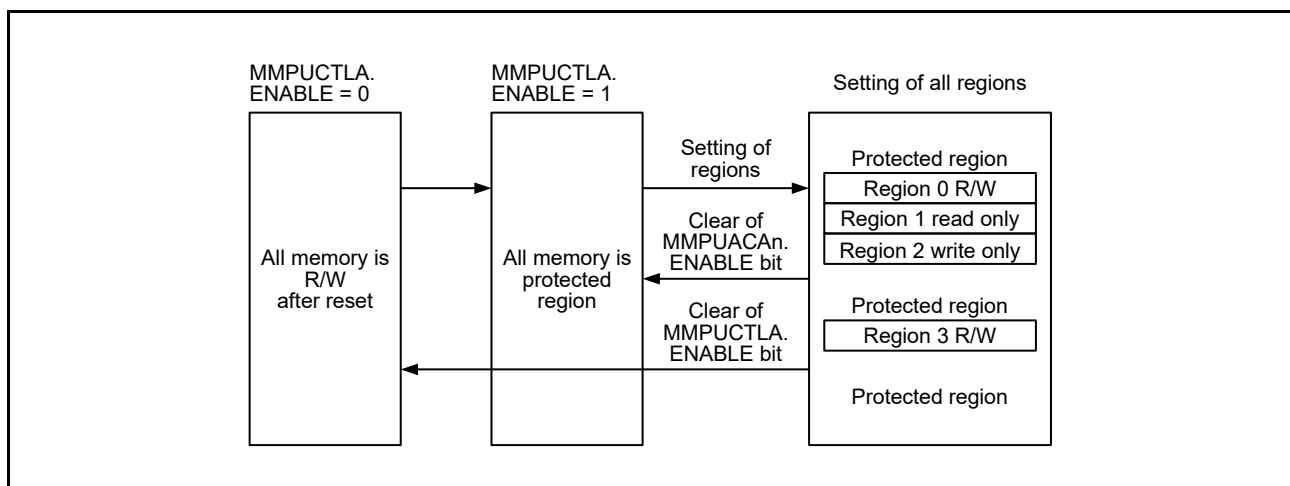 MMPUCTLA.
ENABLE = 0
MMPUCTLA.
ENABLE = 1
Setting of all regions
All memory is
R/W
after reset
All memory is
protected
region
Setting of
regions
Clear of
MMPUACAn.
ENABLE bit
Clear of
MMPUCTLA.
ENABLE bit
Protected region
Region 0 R/W
Region 1 read only
Region 2 write only
Protected region
Region 3 R/W
Protected region